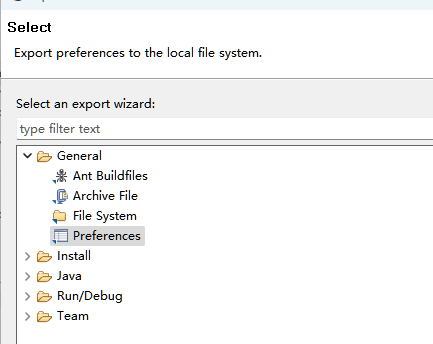 Select
Export preferences to the local file system.
Select an export wizard:
type filter text
General
Ant Buildfiles
Archive File
File System
Preferences
Install
Java
Run/Debug
Team